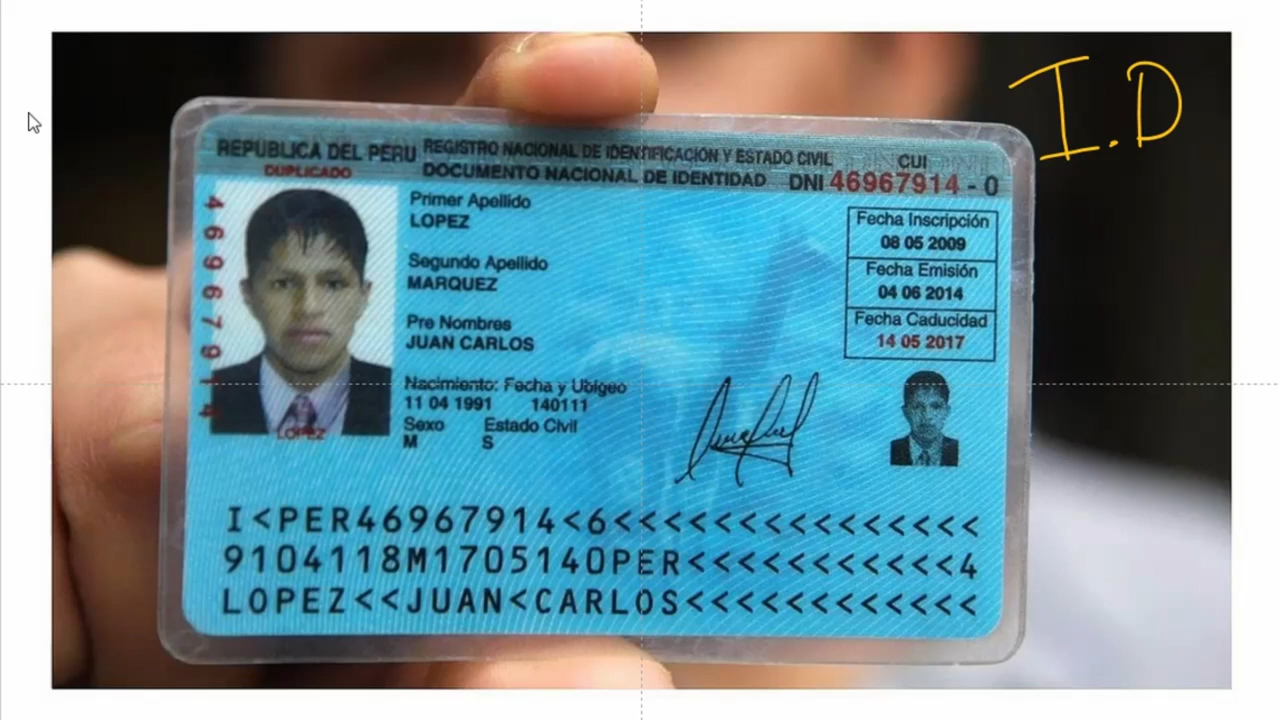 I.D
REPUBLICA DEL PERU REGISTRO NACIONAL DE IDENTIFICACION Y ESTADO CIVIL CUI
DUPLICADO DOCUMENTO NACIONAL DE IDENTIDAD DNI 46967914 - 0
46967914
Primer Apellido
LOPEZ
Segundo Apellido
MARQUEZ
Pre Nombres
JUAN CARLOS
Nacimiento: Fecha y Ubigeo
11 04 1991 140111
Sexo Estado Civil
M S
LOPEZ
Fecha Inscripción
08 05 2009
Fecha Emisión
04 06 2014
Fecha Caducidad
14 05 2017
I<PER46967914<6<<<<<<<<<<<<<<<
9104118M1705140PER<<<<<<<<<<<4
LOPEZ<<JUAN<CARLOS<<<<<<<<<<<<